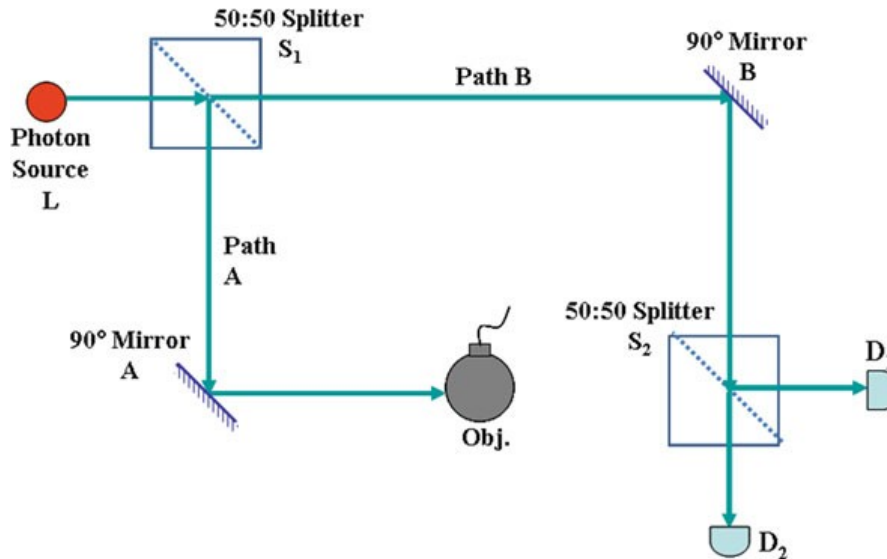 50:50 Splitter
S₁
90° Mirror
B
Path B
Photon
Source
L
Path
A
50:50 Splitter
S₂
90° Mirror
A
D
Obj.
D₂